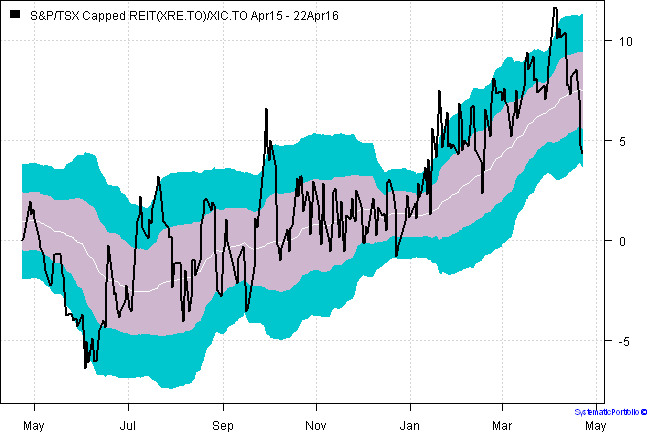 S&P/TSX Capped REIT(XRE.TO)/XIC.TO Apr15 - 22Apr16
10
5
0
-5
SystematicPortfolio ©
May Jul Sep Nov Jan Mar May